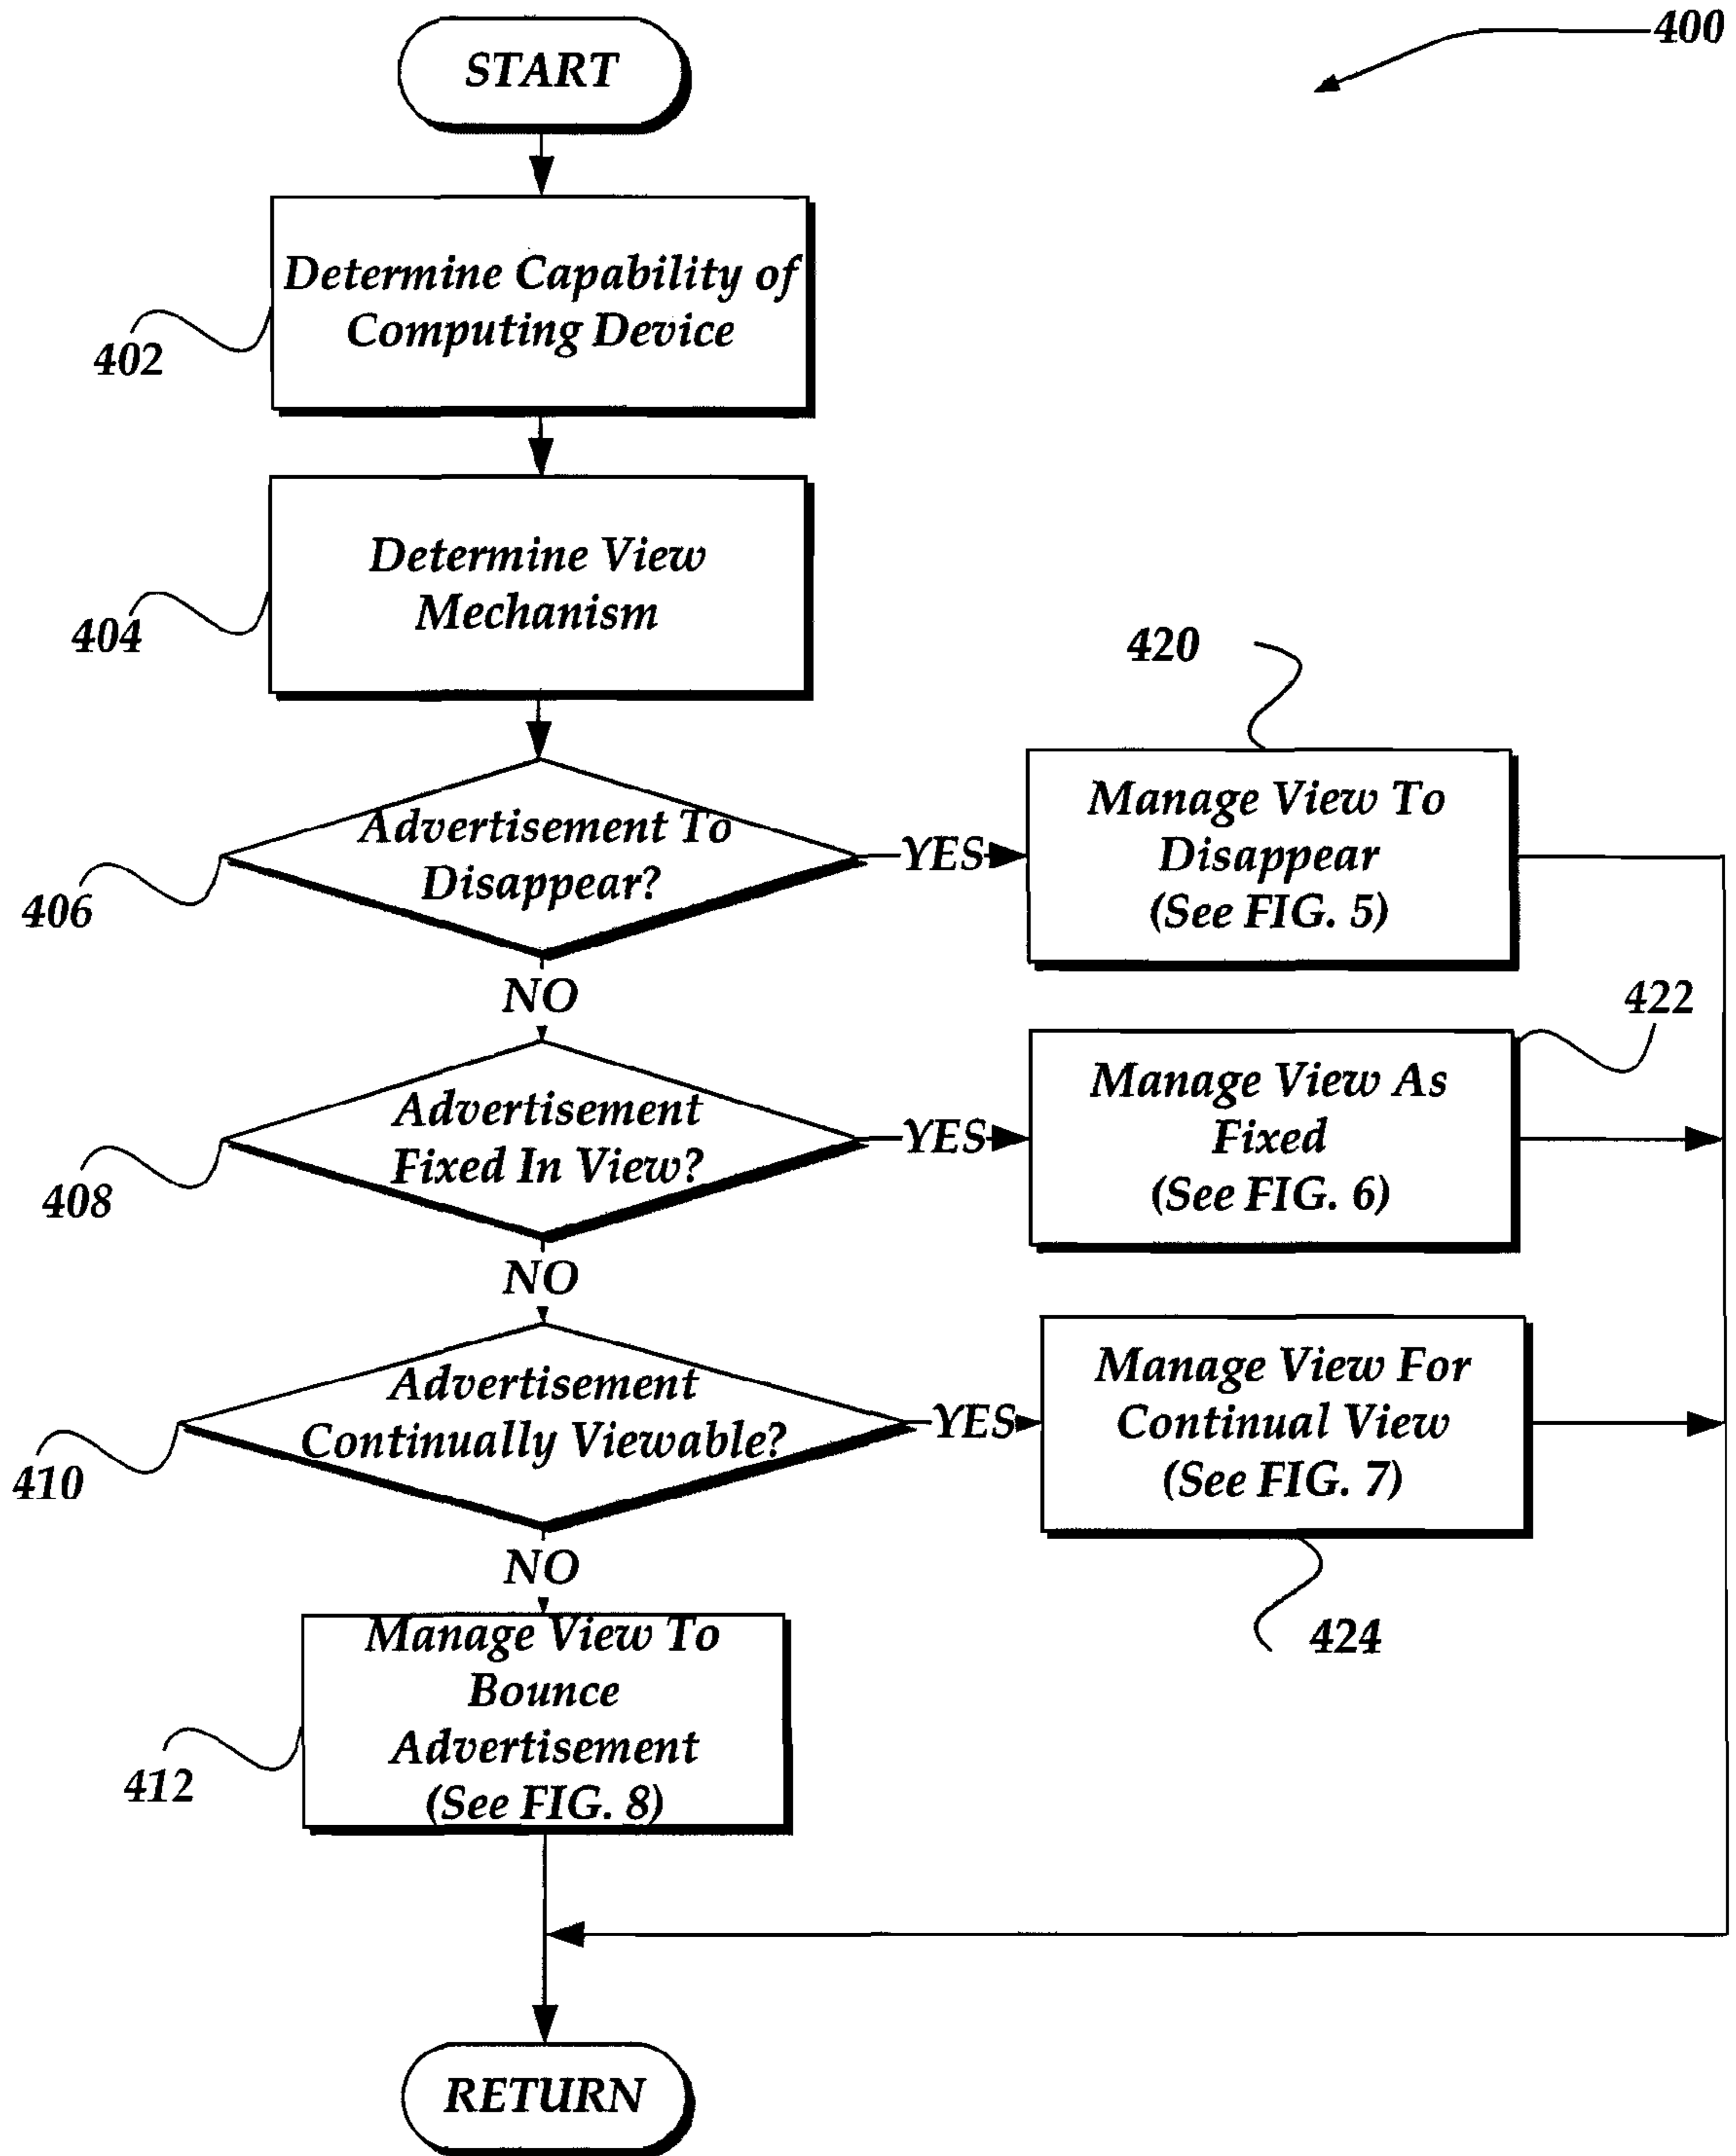 400
START
Determine Capability of
Computing Device
402
Determine View
Mechanism
404
420
Advertisement To
Disappear?
406
YES
Manage View To
Disappear
(See FIG. 5)
NO
422
Advertisement
Fixed In View?
408
YES
Manage View As
Fixed
(See FIG. 6)
NO
Advertisement
Continually Viewable?
410
YES
Manage View For
Continual View
(See FIG. 7)
424
NO
Manage View To
Bounce
Advertisement
(See FIG. 8)
412
RETURN